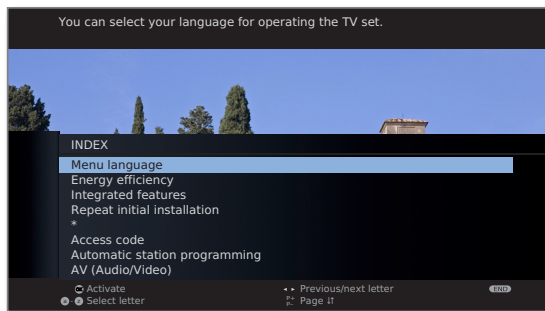 You can select your language for operating the TV set.
INDEX
Menu language
Energy efficiency
Integrated features
Repeat initial installation
*
Access code
Automatic station programming
AV (Audio/Video)
OK Activate
Previous/next letter
END
a - z Select letter
P+ P- Page